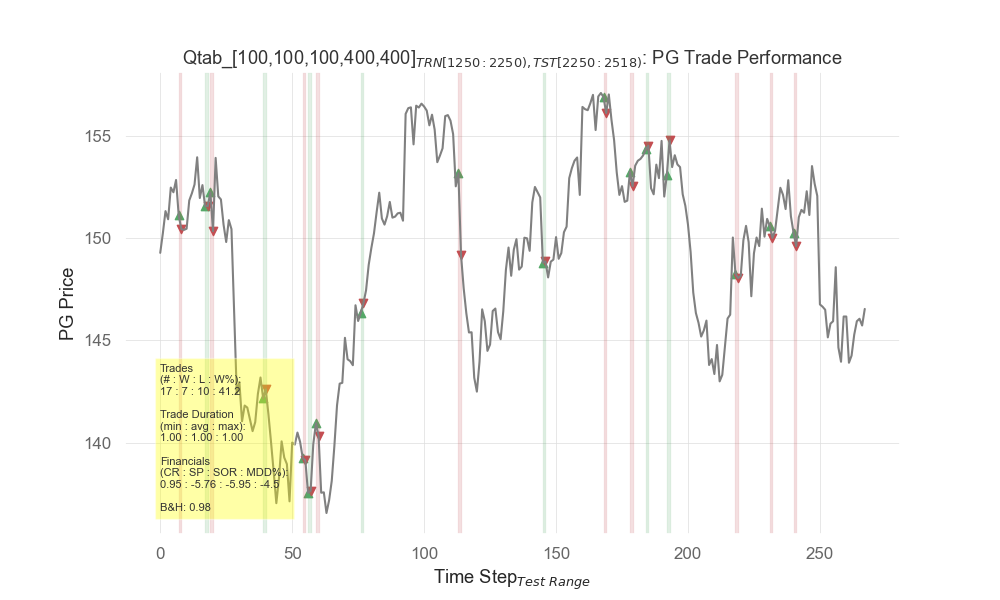 Qtab_[100,100,100,400,400]TRN[1250:2250),TST[2250:2518): PG Trade Performance
155
150
145
140
PG Price
Trades
(# : W : L : W%):
17 : 7 : 10 : 41.2
Trade Duration
(min : avg : max):
1.00 : 1.00 : 1.00
Financials
(CR : SP : SOR : MDD%):
0.95 : -5.76 : -5.95 : -4.5
B&H: 0.98
0 50 100 150 200 250
Time StepTest Range